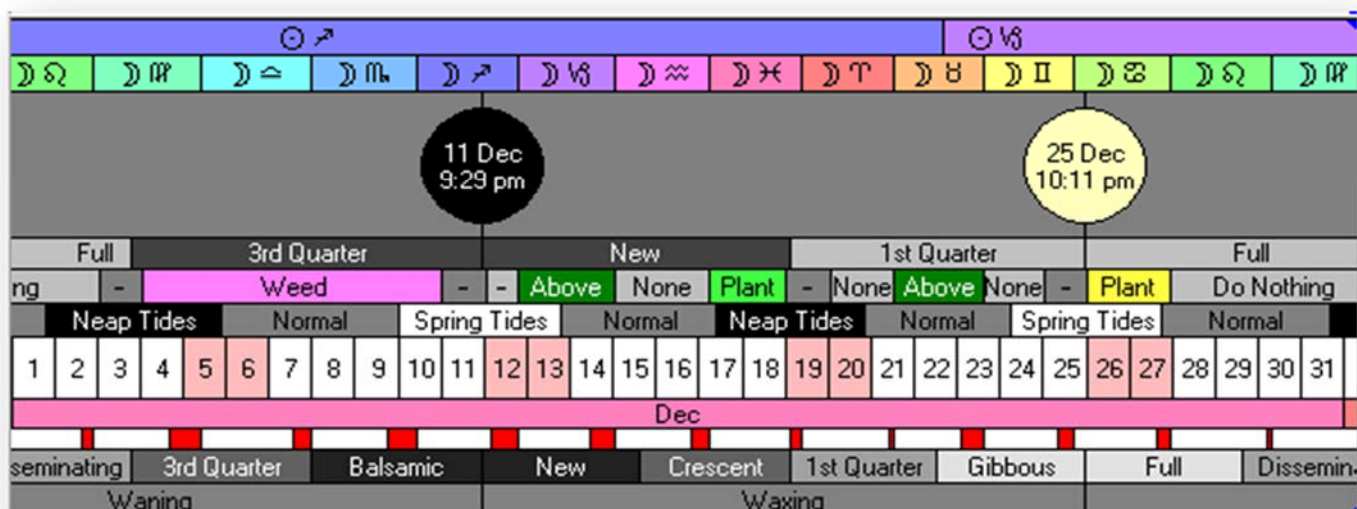 ☉ ♐ ☉ ♑
☽ ♌ ☽ ♍ ☽ ♎ ☽ ♏ ☽ ♐ ☽ ♑ ☽ ♒ ☽ ♓ ☽ ♈ ☽ ♉ ☽ ♊ ☽ ♋ ☽ ♌ ☽ ♍
11 Dec 25 Dec
9:29 pm 10:11 pm
Full 3rd Quarter New 1st Quarter Full
ng - Weed - - Above None Plant - None Above None - Plant Do Nothing
Neap Tides Normal Spring Tides Normal Neap Tides Normal Spring Tides Normal
1 2 3 4 5 6 7 8 9 10 11 12 13 14 15 16 17 18 19 20 21 22 23 24 25 26 27 28 29 30 31
Dec
seminating 3rd Quarter Balsamic New Crescent 1st Quarter Gibbous Full Dissemin
Waning Waxing